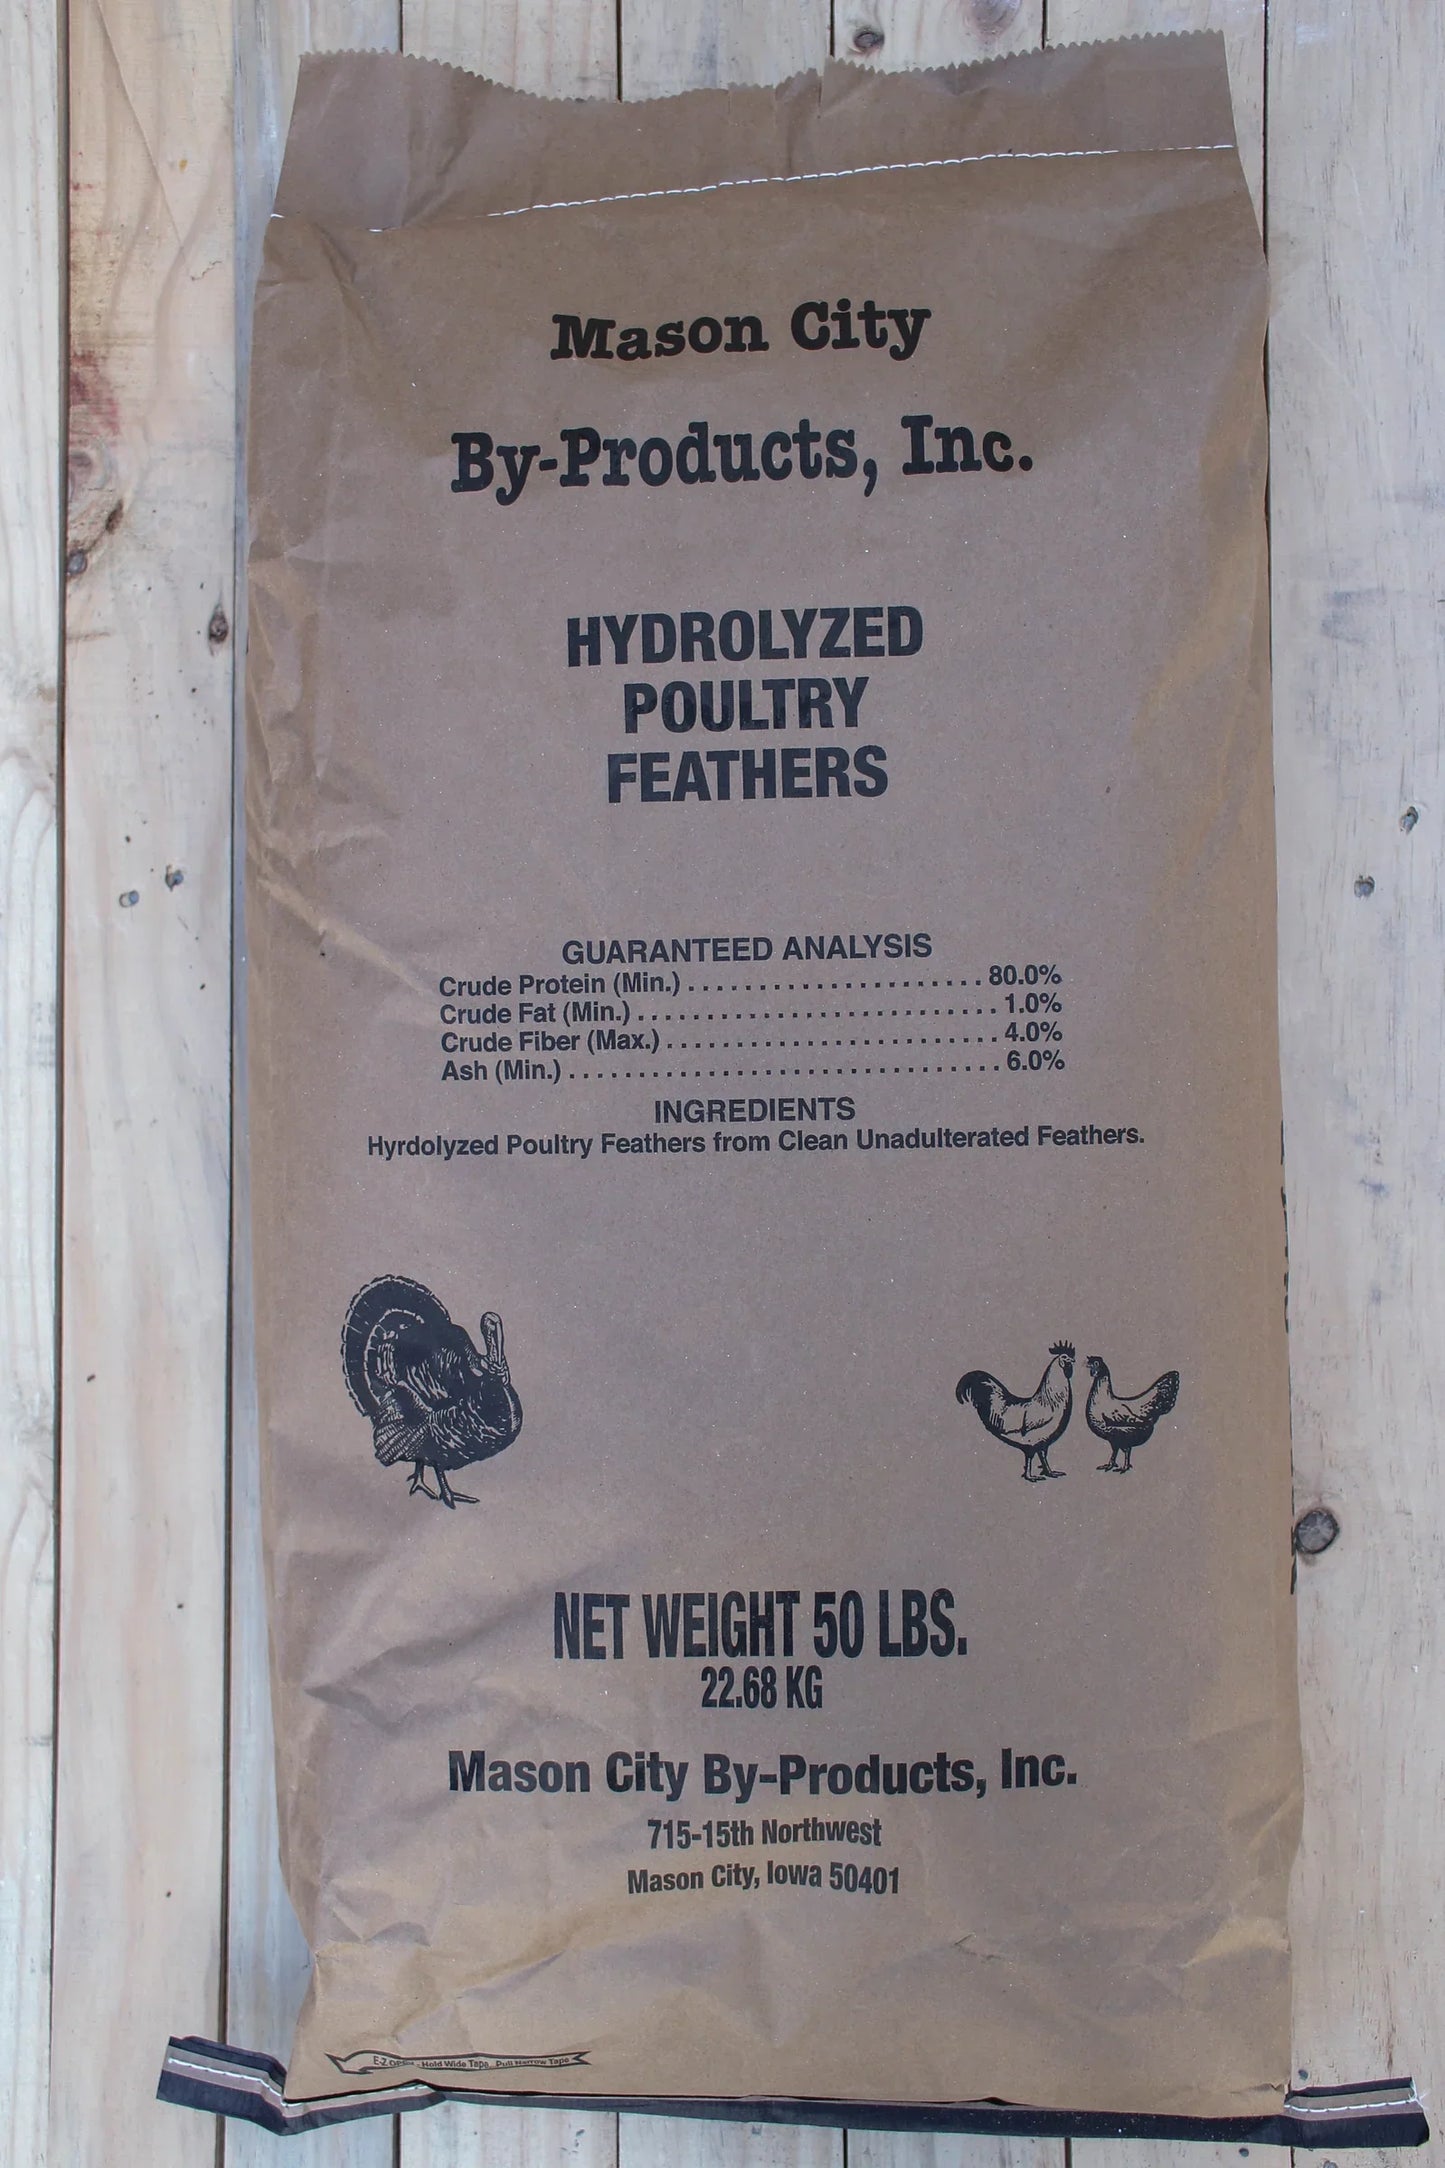 Mason City
By-Products, Inc.
HYDROLYZED
POULTRY
FEATHERS
GUARANTEED ANALYSIS
Crude Protein (Min.) ...................... 80.0%
Crude Fat (Min.) .......................... 1.0%
Crude Fiber (Max.) ........................ 4.0%
Ash (Min.) ............................... 6.0%
INGREDIENTS
Hyrdolyzed Poultry Feathers from Clean Unadulterated Feathers.
NET WEIGHT 50 LBS.
22.68 KG
Mason City By-Products, Inc.
715-15th Northwest
Mason City, Iowa 50401
E-Z OPEN - Hold Wide Tape Pull Narrow Tape